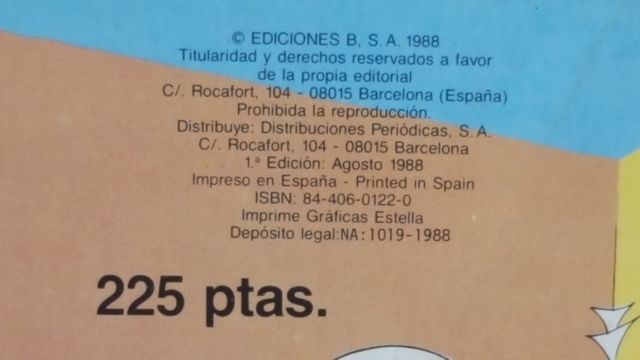 © EDICIONES B, S.A. 1988
Titularidad y derechos reservados a favor
de la propia editorial
C/. Rocafort, 104 - 08015 Barcelona (España)
Prohibida la reproducción.
Distribuye: Distribuciones Periódicas, S.A.
C/. Rocafort, 104 - 08015 Barcelona
1.ª Edición: Agosto 1988
Impreso en España - Printed in Spain
ISBN: 84-406-0122-0
Imprime Gráficas Estella
Depósito legal:NA:1019-1988
225 ptas.